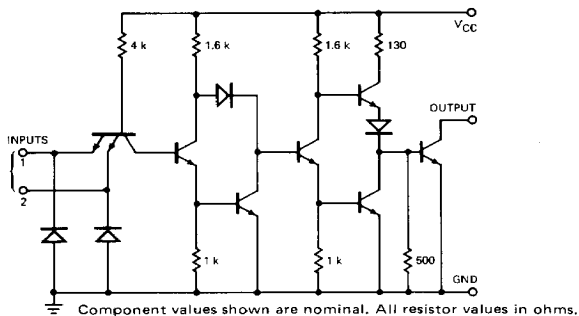 VCC
4 k
1.6 k
1.6 k
130
OUTPUT
INPUTS
1
2
1 k
1 k
500
GND
Component values shown are nominal. All resistor values in ohms.